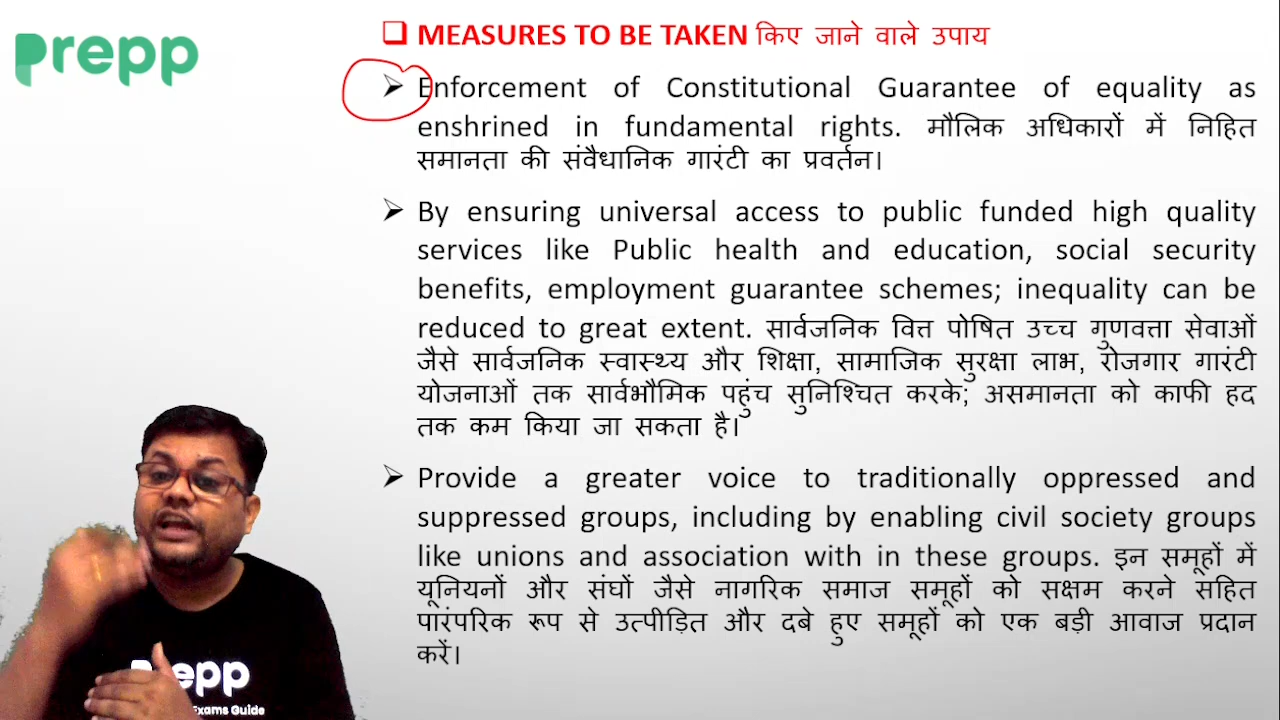 prepp
MEASURES TO BE TAKEN किए जाने वाले उपाय
Enforcement of Constitutional Guarantee of equality as
enshrined in fundamental rights. मौलिक अधिकारों में निहित
समानता की संवैधानिक गारंटी का प्रवर्तन।
By ensuring universal access to public funded high quality
services like Public health and education, social security
benefits, employment guarantee schemes; inequality can be
reduced to great extent. सार्वजनिक वित्त पोषित उच्च गुणवत्ता सेवाओं
जैसे सार्वजनिक स्वास्थ्य और शिक्षा, सामाजिक सुरक्षा लाभ, रोजगार गारंटी
योजनाओं तक सार्वभौमिक पहुंच सुनिश्चित करके; असमानता को काफी हद
तक कम किया जा सकता है।
Provide a greater voice to traditionally oppressed and
suppressed groups, including by enabling civil society groups
like unions and association with in these groups. इन समूहों में
यूनियनों और संघों जैसे नागरिक समाज समूहों को सक्षम करने सहित
पारंपरिक रूप से उत्पीड़ित और दबे हुए समूहों को एक बड़ी आवाज प्रदान
करें।
prepp
Exams Guide